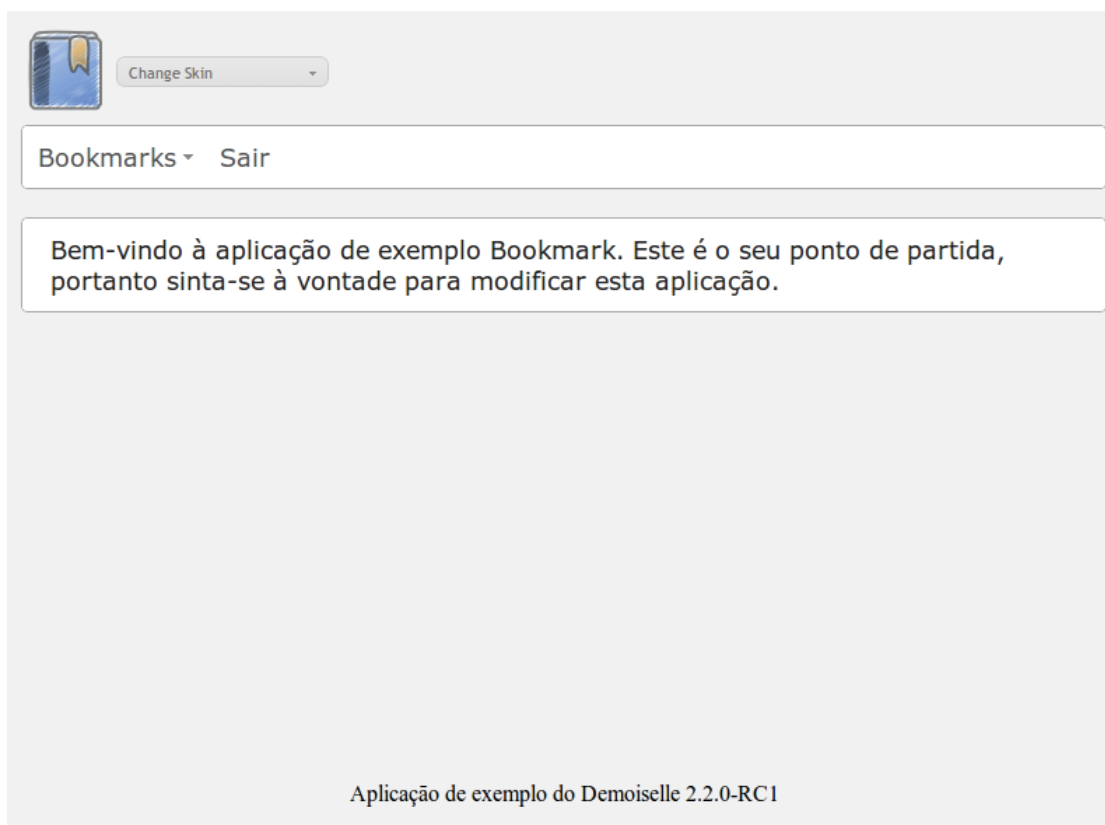 Change Skin
Bookmarks Sair
Bem-vindo à aplicação de exemplo Bookmark. Este é o seu ponto de partida,
portanto sinta-se à vontade para modificar esta aplicação.
Aplicação de exemplo do Demoiselle 2.2.0-RC1